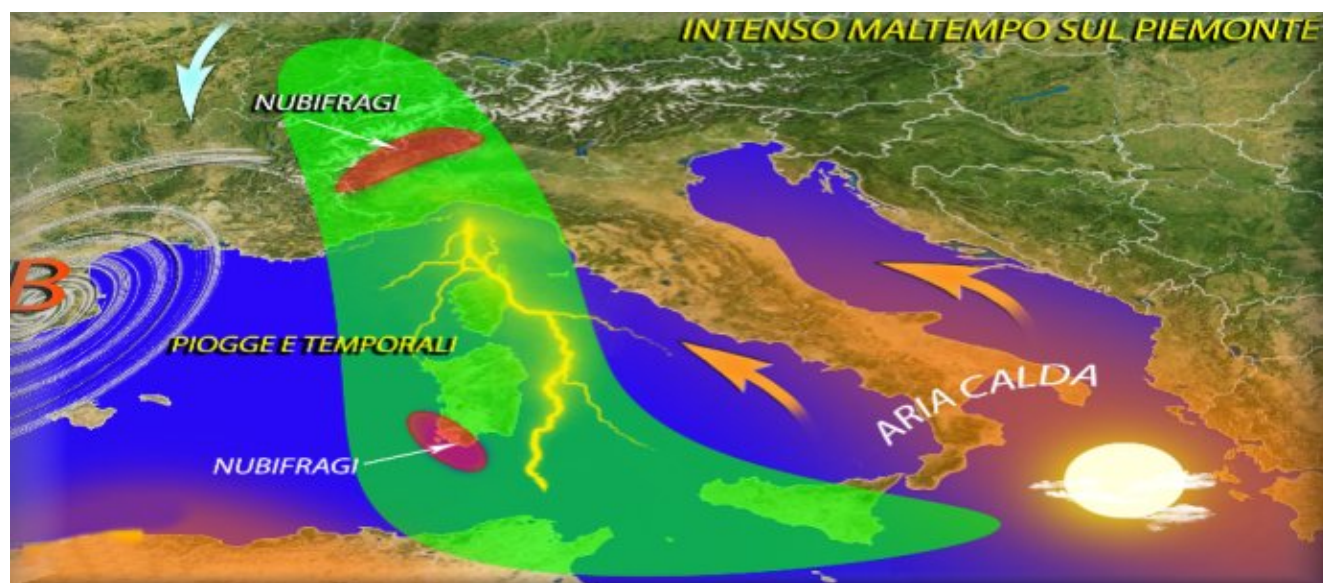 INTENSO MALTEMPO SUL PIEMONTE
NUBIFRAGI
B
PIOGGE E TEMPORALI
ARIA CALDA
NUBIFRAGI